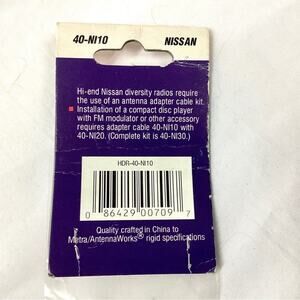 40-NI10 NISSAN
Hi-end Nissan diversity radios require
the use of an antenna adapter cable kit.
Installation of a compact disc player
with FM modulator or other accessory
requires adapter cable 40-NI10 with
40-NI20. (Complete kit is 40-NI30.)
HDR-40-NI10
0 86429 00709 7
Quality crafted in China to
Metra/AntennaWorks® rigid specifications